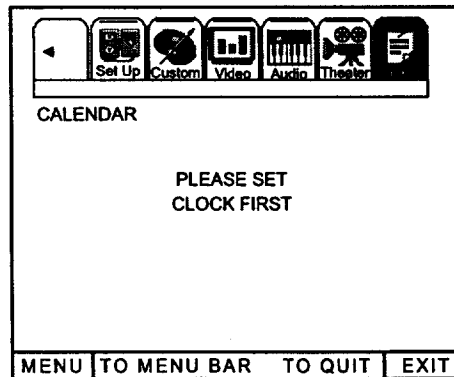 Set Up Custom Video Audio Theater
CALENDAR
PLEASE SET
CLOCK FIRST
MENU TO MENU BAR TO QUIT EXIT